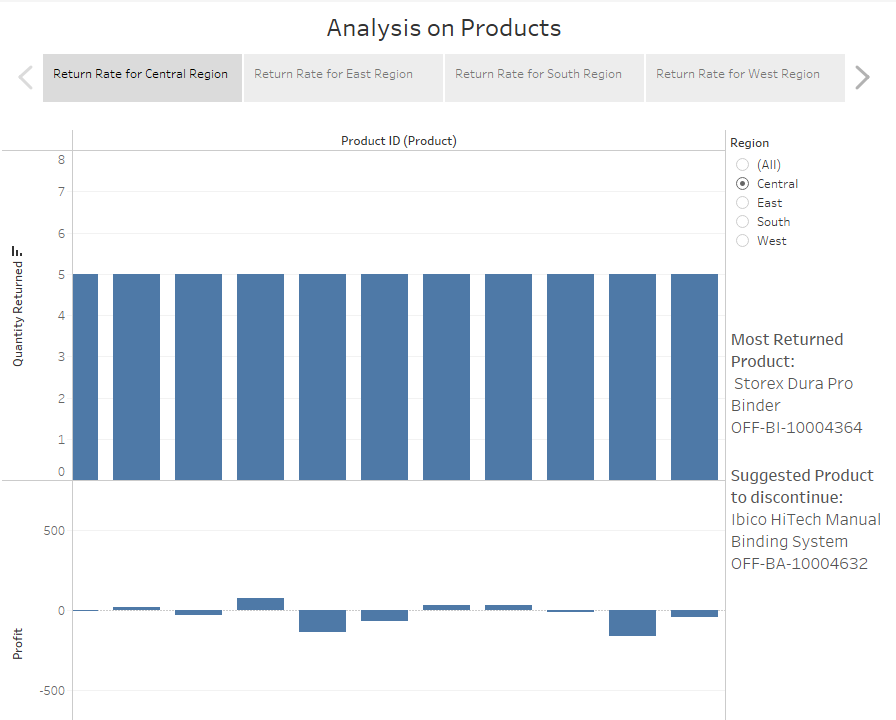 Analysis on Products
Return Rate for Central Region
Return Rate for East Region
Return Rate for South Region
Return Rate for West Region
Product ID (Product)
Quantity Returned
8
7
6
5
4
3
2
1
0
Profit
500
0
-500
Region
(All)
Central
East
South
West
Most Returned
Product:
Storex Dura Pro
Binder
OFF-BI-10004364
Suggested Product
to discontinue:
Ibico HiTech Manual
Binding System
OFF-BA-10004632